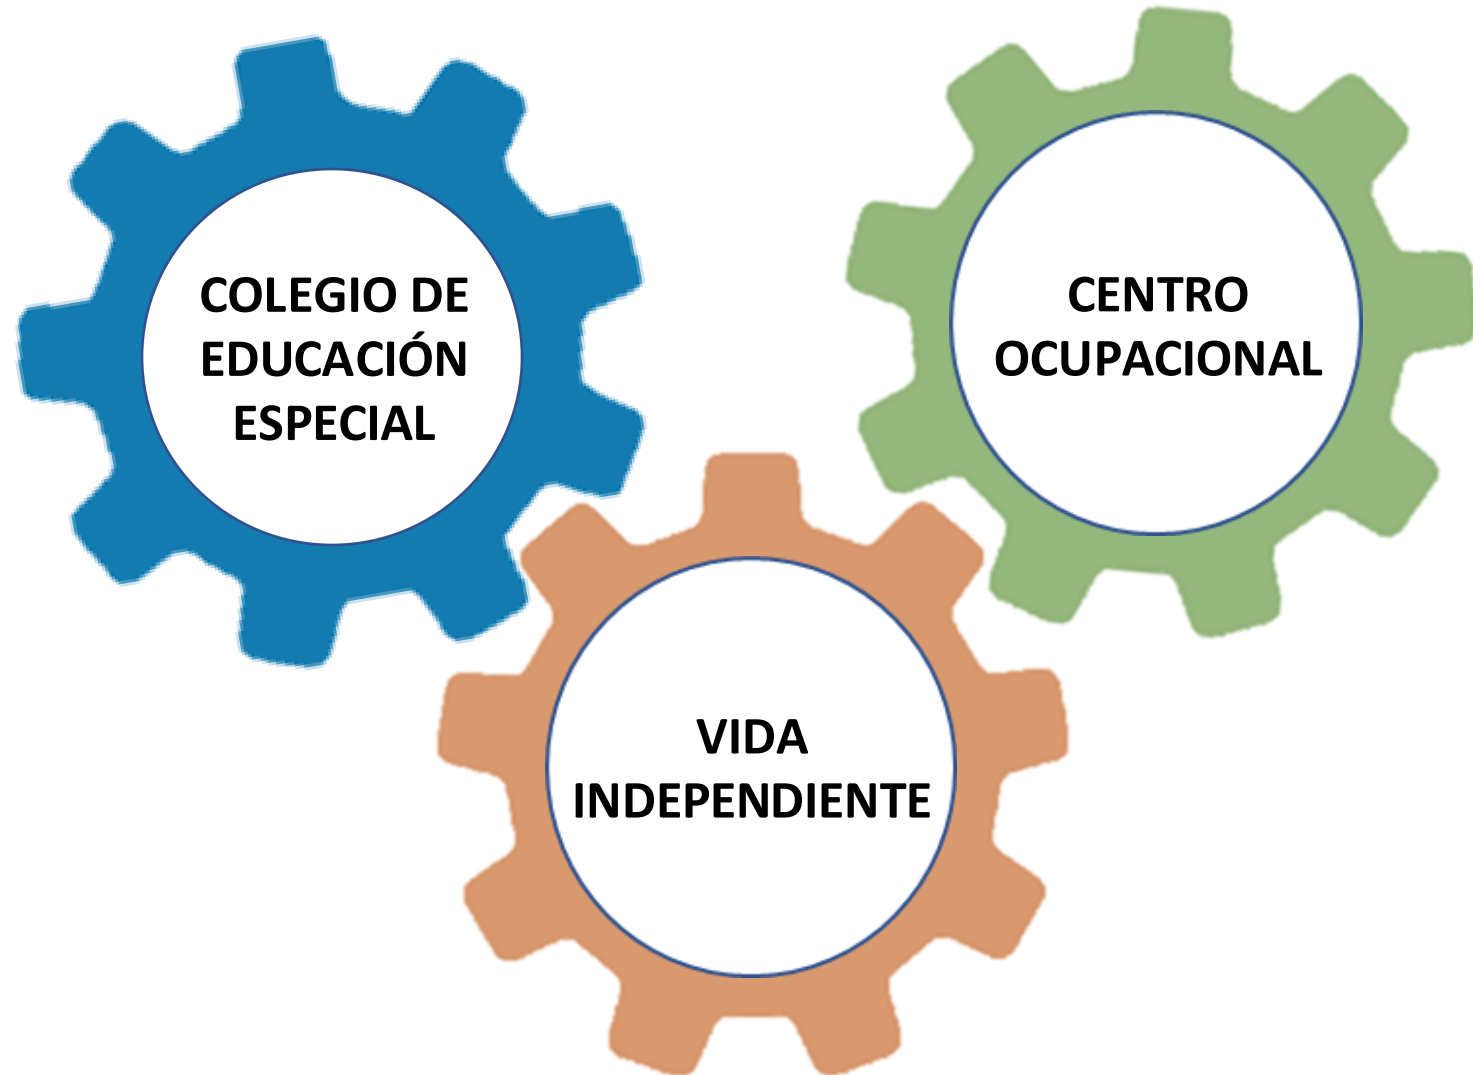 COLEGIO DE
EDUCACIÓN
ESPECIAL
CENTRO
OCUPACIONAL
VIDA
INDEPENDIENTE